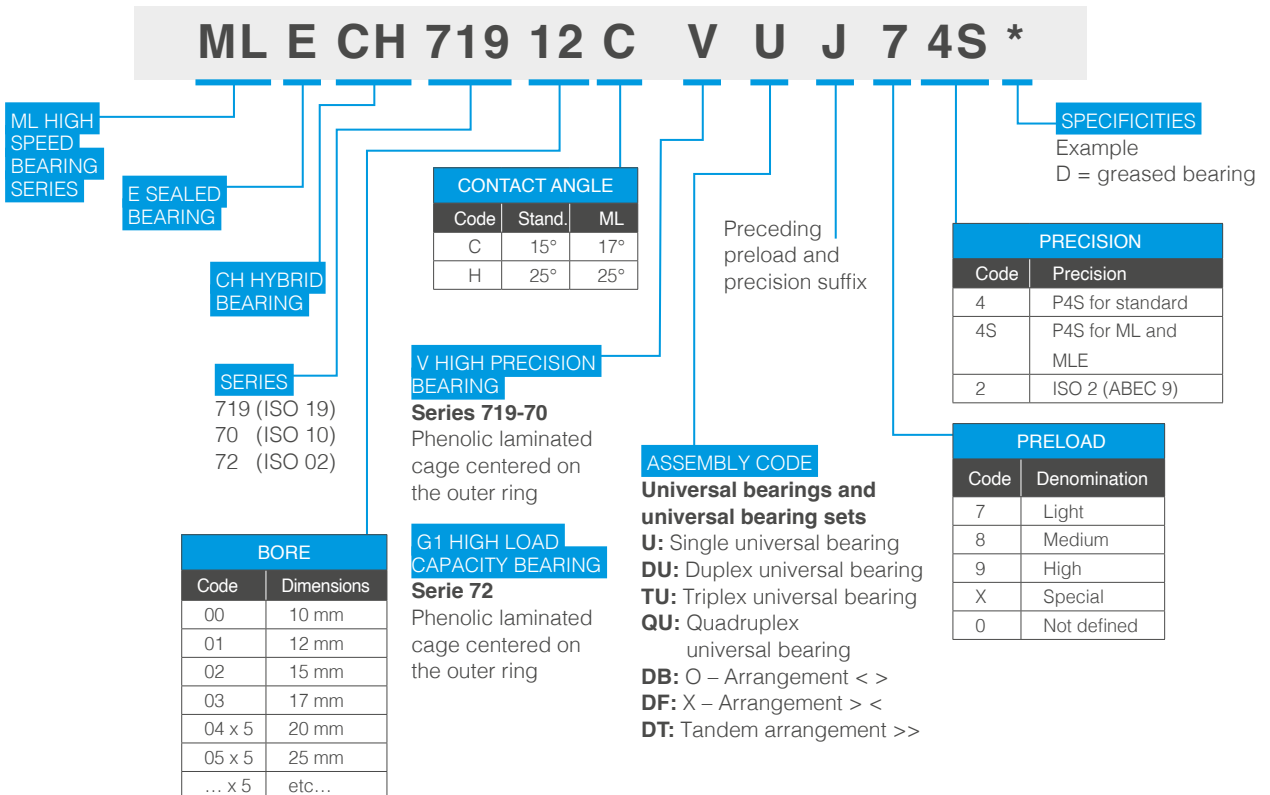 ML E CH 719 12 C V U J 7 4S *
ML HIGH
SPEED
BEARING
SERIES
E SEALED
BEARING
CH HYBRID
BEARING
SERIES
719 (ISO 19)
70 (ISO 10)
72 (ISO 02)
BORE
Code Dimensions
00 10 mm
01 12 mm
02 15 mm
03 17 mm
04 x 5 20 mm
05 x 5 25 mm
… x 5 etc…
CONTACT ANGLE
Code Stand. ML
C 15° 17°
H 25° 25°
V HIGH PRECISION
BEARING
Series 719-70
Phenolic laminated
cage centered on
the outer ring
G1 HIGH LOAD
CAPACITY BEARING
Serie 72
Phenolic laminated
cage centered on
the outer ring
ASSEMBLY CODE
Universal bearings and
universal bearing sets
U: Single universal bearing
DU: Duplex universal bearing
TU: Triplex universal bearing
QU: Quadruplex
universal bearing
DB: O – Arrangement < >
DF: X – Arrangement > <
DT: Tandem arrangement >>
Preceding
preload and
precision suffix
SPECIFICITIES
Example
D = greased bearing
PRECISION
Code Precision
4 P4S for standard
4S P4S for ML and
MLE
2 ISO 2 (ABEC 9)
PRELOAD
Code Denomination
7 Light
8 Medium
9 High
X Special
0 Not defined